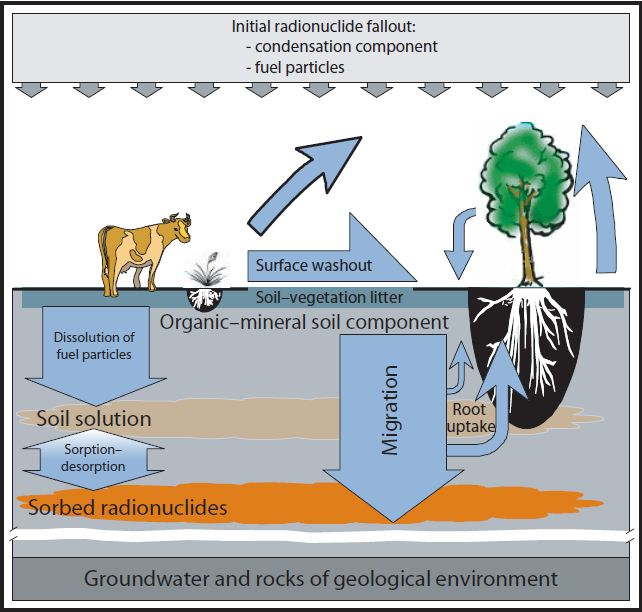 Initial radionuclide fallout:
- condensation component
- fuel particles
Surface washout
Soil–vegetation litter
Organic–mineral soil component
Dissolution of
fuel particles
Migration
Root
uptake
Soil solution
Sorption–
desorption
Sorbed radionuclides
Groundwater and rocks of geological environment